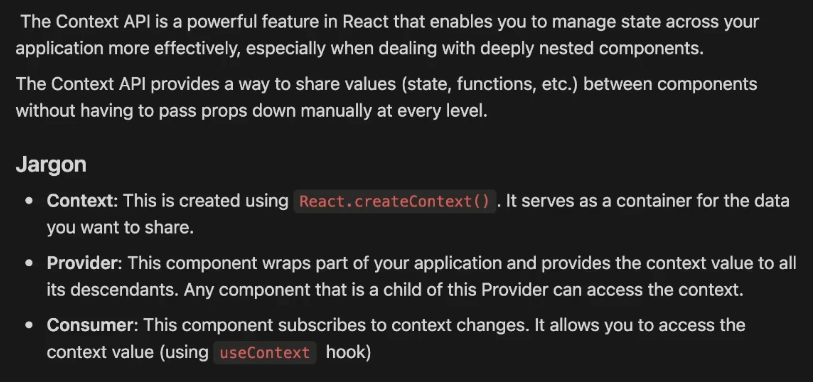 The Context API is a powerful feature in React that enables you to manage state across your
application more effectively, especially when dealing with deeply nested components.
The Context API provides a way to share values (state, functions, etc.) between components
without having to pass props down manually at every level.
Jargon
• Context: This is created using React.createContext() . It serves as a container for the data
you want to share.
• Provider: This component wraps part of your application and provides the context value to all
its descendants. Any component that is a child of this Provider can access the context.
• Consumer: This component subscribes to context changes. It allows you to access the
context value (using useContext hook)